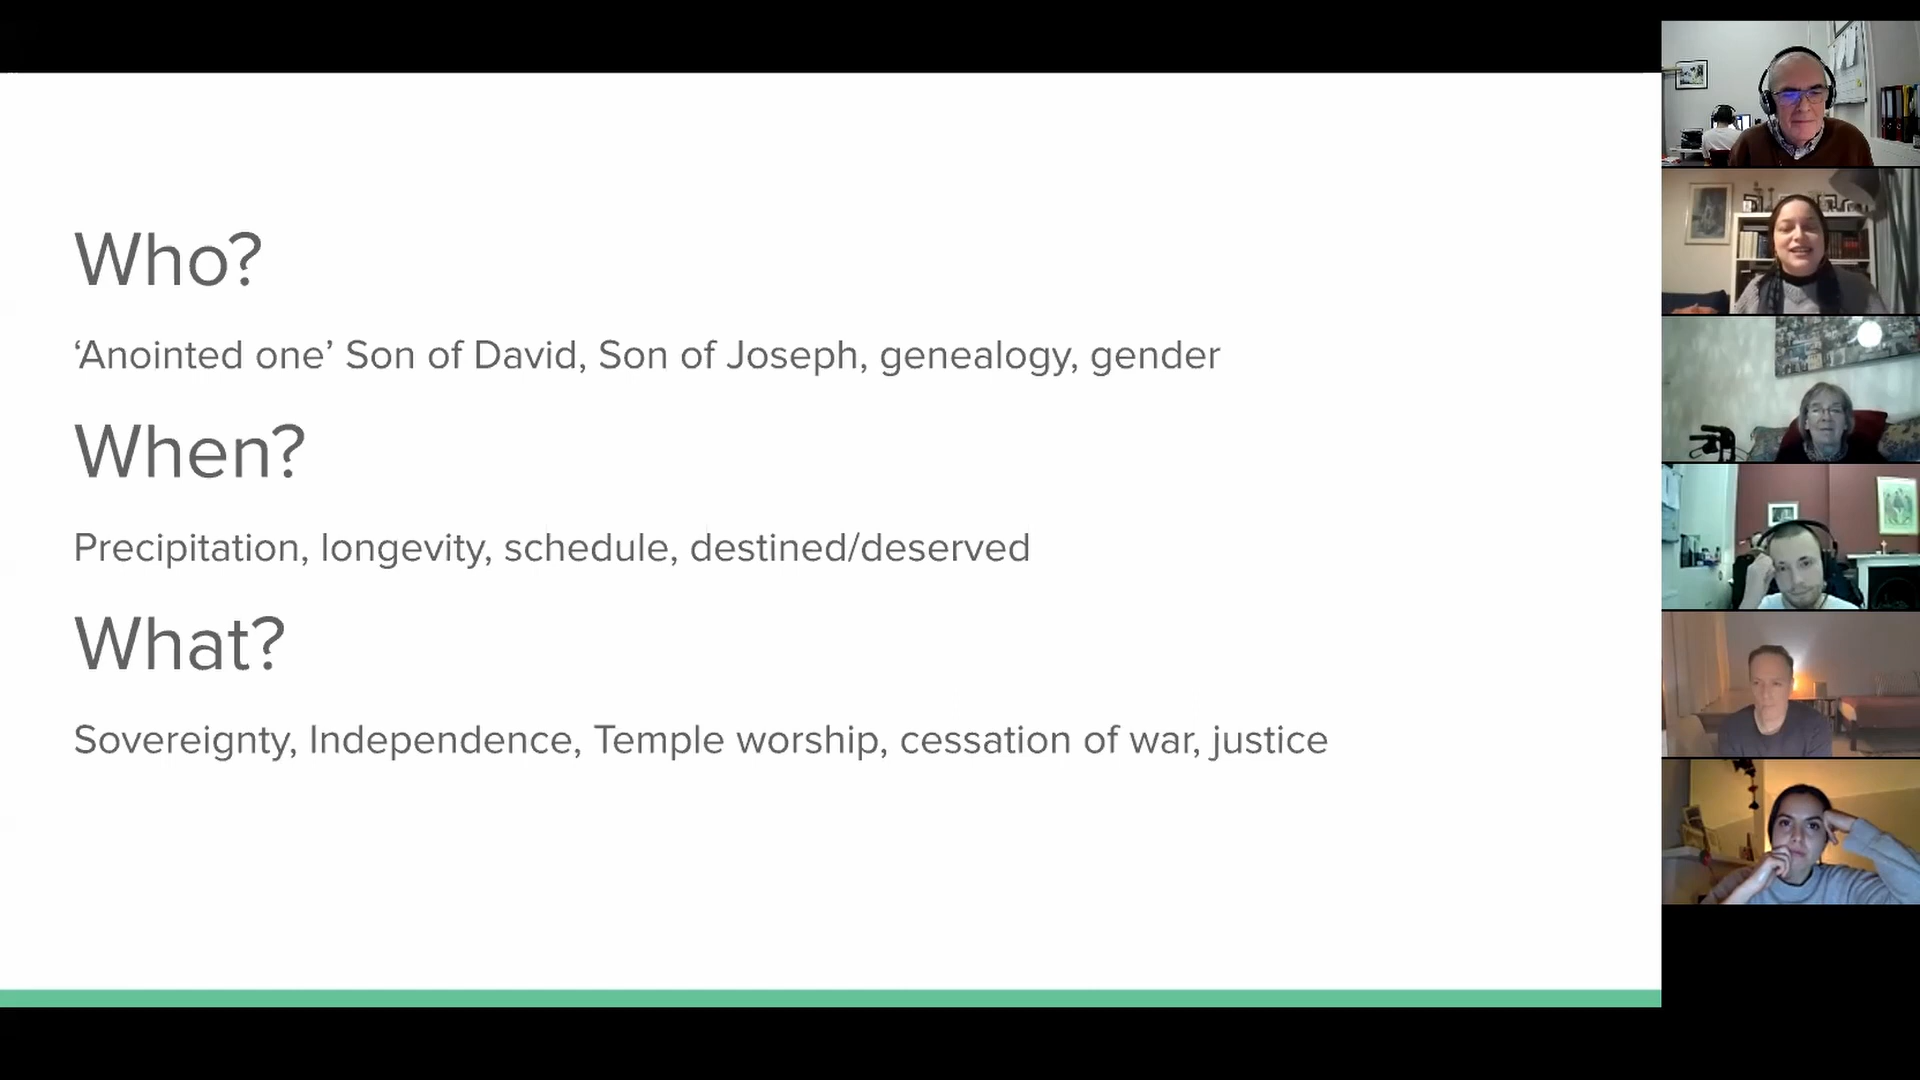 Who?
‘Anointed one’ Son of David, Son of Joseph, genealogy, gender
When?
Precipitation, longevity, schedule, destined/deserved
What?
Sovereignty, Independence, Temple worship, cessation of war, justice